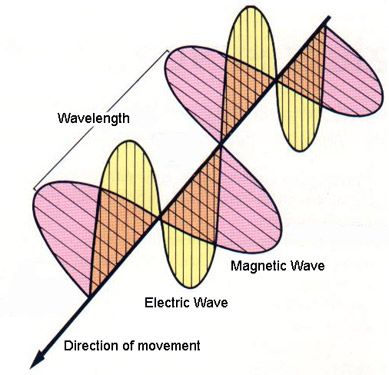 Wavelength
Magnetic Wave
Electric Wave
Direction of movement